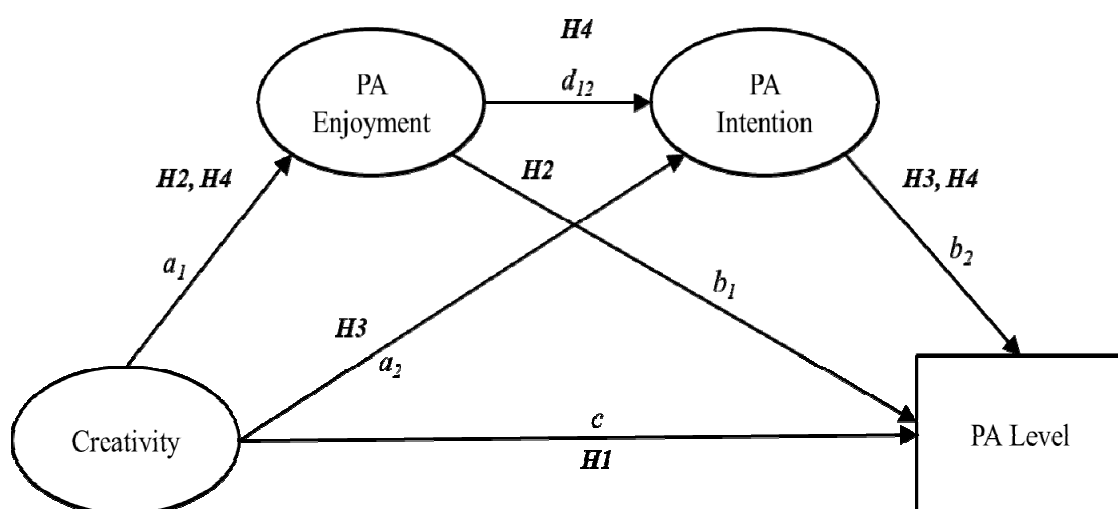 H4
PA
Enjoyment
d12
PA
Intention
H2, H4
H2
H3, H4
a1
b2
b1
H3
a2
c
Creativity
H1
PA Level